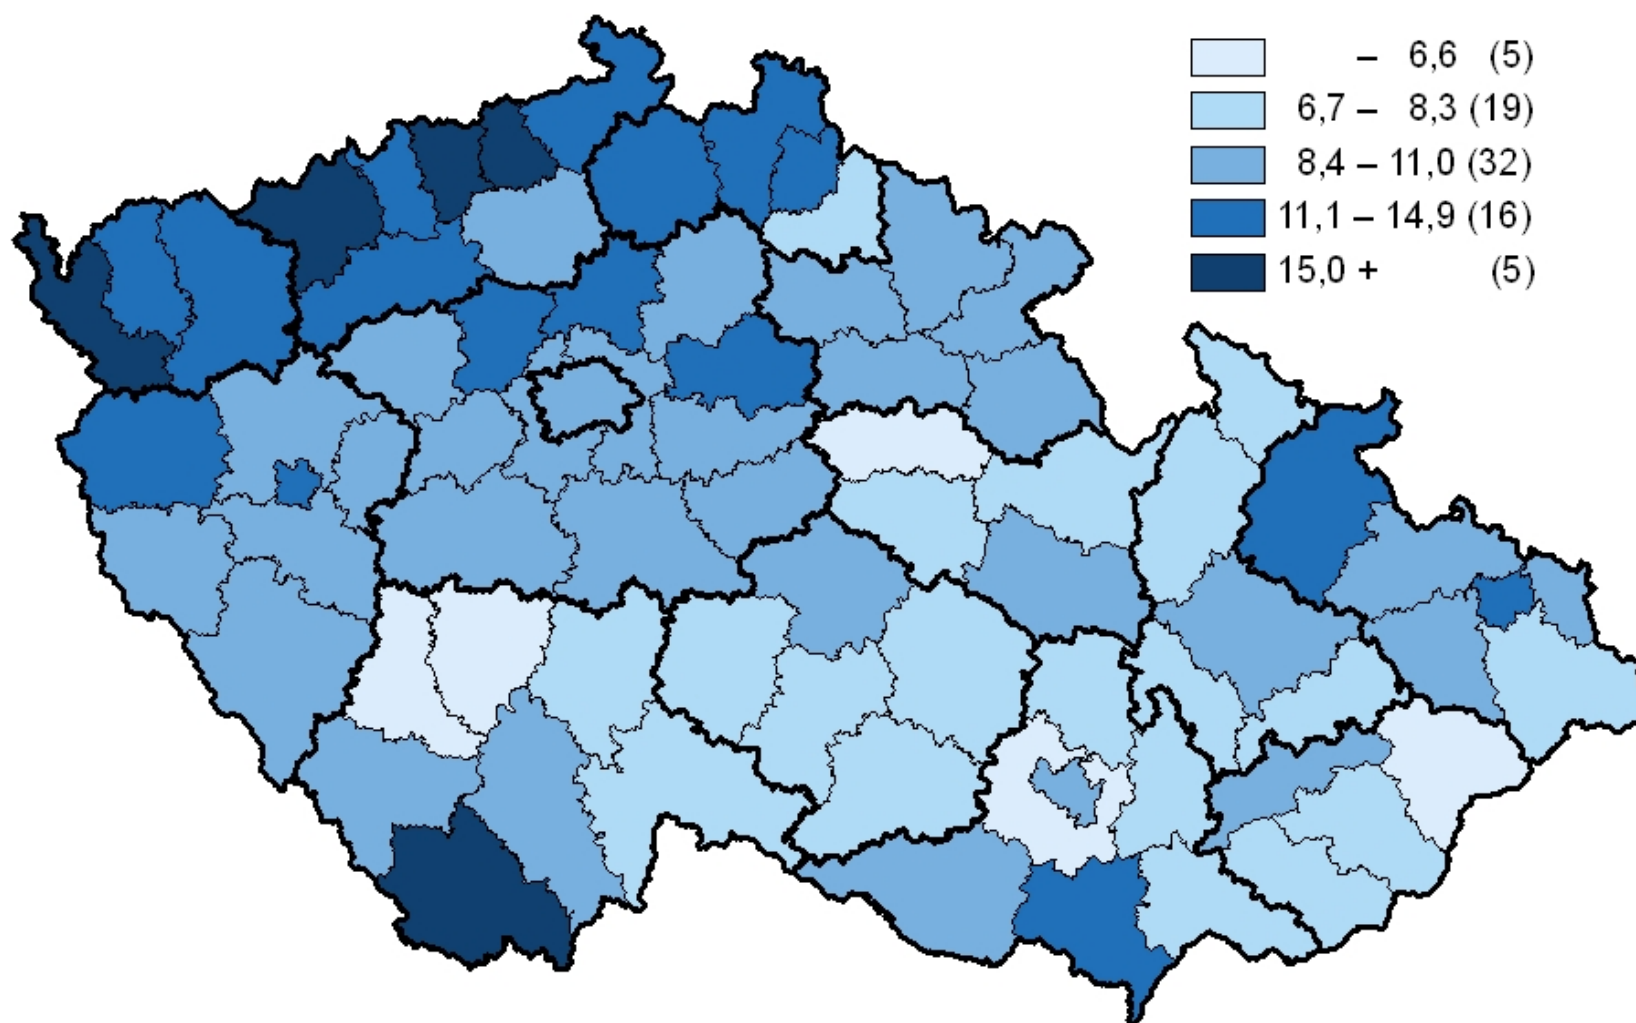 – 6,6 (5)
6,7 – 8,3 (19)
8,4 – 11,0 (32)
11,1 – 14,9 (16)
15,0 + (5)